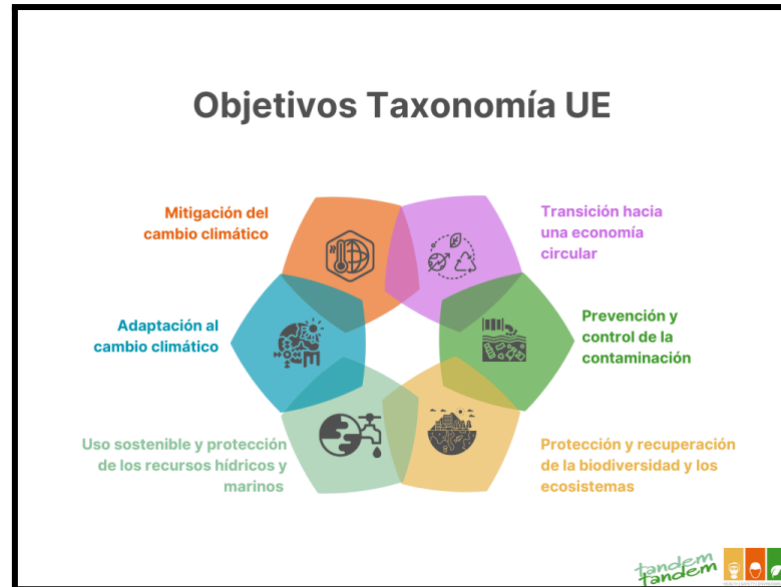 Objetivos Taxonomía UE
Mitigación del
cambio climático
Transición hacia
una economía
circular
Adaptación al
cambio climático
Prevención y
control de la
contaminación
Uso sostenible y protección
de los recursos hídricos y
marinos
Protección y recuperación
de la biodiversidad y los
ecosistemas
tandem
tandem